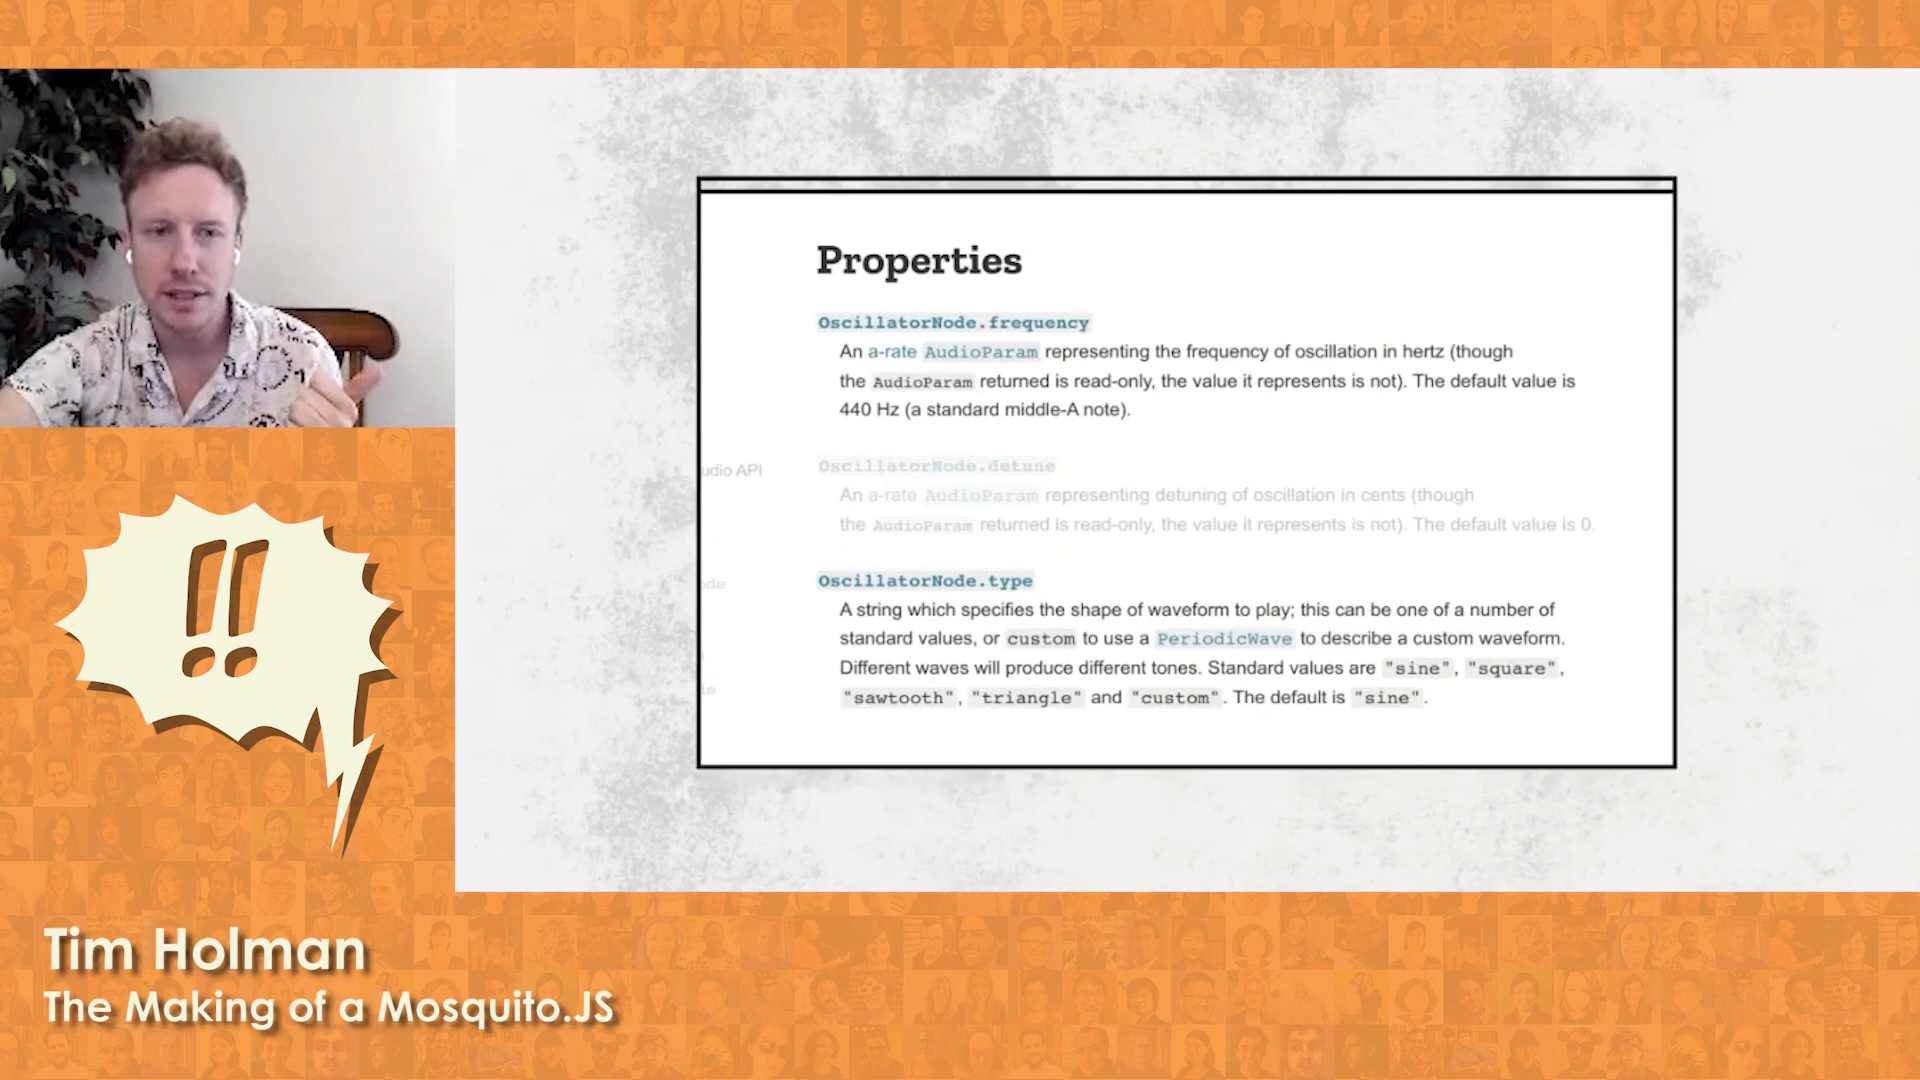 Properties
OscillatorNode.frequency
An a-rate AudioParam representing the frequency of oscillation in hertz (though
the AudioParam returned is read-only, the value it represents is not). The default value is
440 Hz (a standard middle-A note).
udio API
OscillatorNode.detune
An a-rate AudioParam representing detuning of oscillation in cents (though
the AudioParam returned is read-only, the value it represents is not). The default value is 0.
OscillatorNode.type
ode
A string which specifies the shape of waveform to play; this can be one of a number of
standard values, or custom to use a PeriodicWave to describe a custom waveform.
Different waves will produce different tones. Standard values are "sine", "square",
"sawtooth", "triangle" and "custom". The default is "sine".
!!
Tim Holman
The Making of a Mosquito.JS